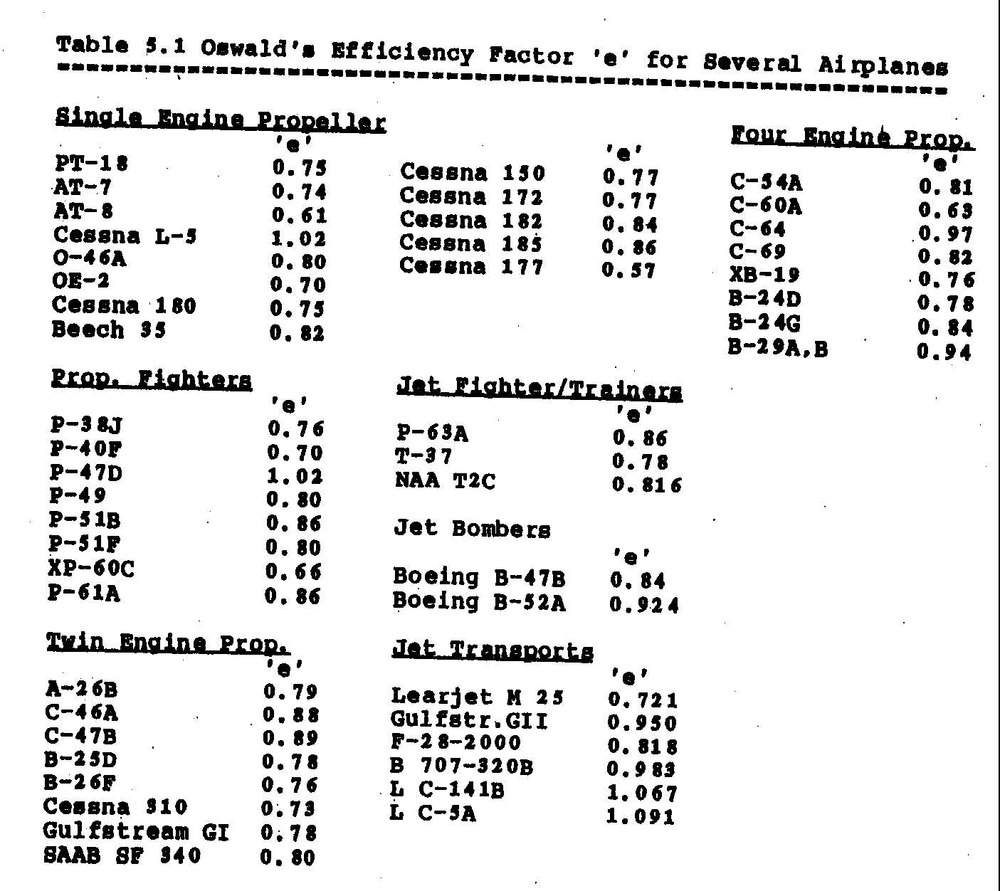 Table 5.1 Oswald's Efficiency Factor 'e' for Several Airplanes
Single Engine Propeller
'e'
PT-18 0.75
AT-7 0.74
AT-8 0.61
Cessna L-5 1.02
O-46A 0.80
OE-2 0.70
Cessna 180 0.75
Beech 35 0.82
'e'
Cessna 150 0.77
Cessna 172 0.77
Cessna 182 0.84
Cessna 185 0.86
Cessna 177 0.57
Four Engine Prop.
'e'
C-54A 0.81
C-60A 0.63
C-64 0.97
C-69 0.82
XB-19 0.76
B-24D 0.78
B-24G 0.84
B-29A,B 0.94
Prop. Fighters
'e'
P-38J 0.76
P-40F 0.70
P-47D 1.02
P-49 0.80
P-51B 0.86
P-51F 0.80
XP-60C 0.66
P-61A 0.86
Jet Fighter/Trainers
'e'
P-63A 0.86
T-37 0.78
NAA T2C 0.816
Jet Bombers
'e'
Boeing B-47B 0.84
Boeing B-52A 0.924
Twin Engine Prop.
'e'
A-26B 0.79
C-46A 0.88
C-47B 0.89
B-25D 0.78
B-26F 0.76
Cessna 310 0.73
Gulfstream GI 0.78
SAAB SF 340 0.80
Jet Transports
'e'
Learjet M 25 0.721
Gulfstr.GII 0.950
F-28-2000 0.818
B 707-320B 0.983
L C-141B 1.067
L C-5A 1.091